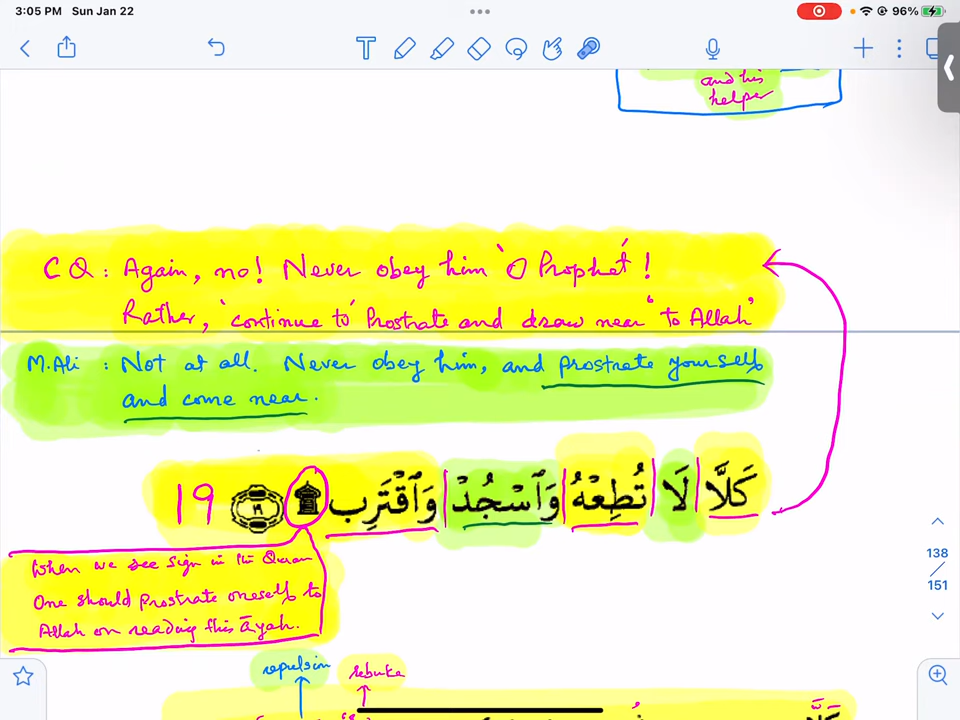 3:05 PM Sun Jan 22
96%
and his
helper
C Q : Again, no! Never obey him 'O Prophet'!
Rather, 'continue to' Prostrate and draw near "to Allah"
M.Ali : Not at all. Never obey him, and prostrate yourself
and come near.
كَلَّا لَا تُطِعْهُ وَٱسْجُدْ وَٱقْتَرِب ۩ ١٩ 19
When we see sign in the Quran
One should prostrate oneself to
Allah on reading this āyah.
138
/
151
repulsion rebuke